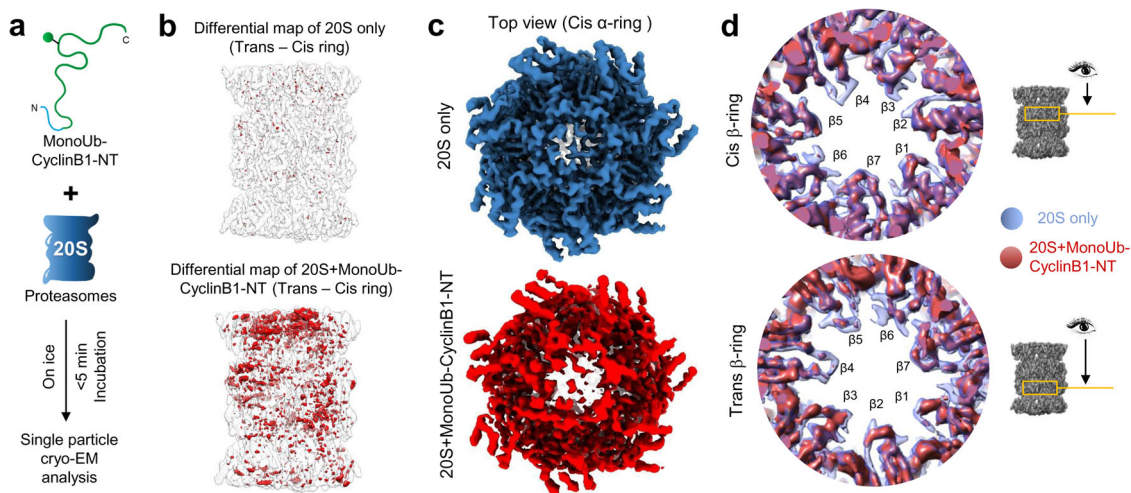 a
C
N
MonoUb-
CyclinB1-NT
+
20S
Proteasomes
On ice
<5 min
Incubation
Single particle
cryo-EM
analysis
b
Differential map of 20S only
(Trans – Cis ring)
Differential map of 20S+MonoUb-
CyclinB1-NT (Trans – Cis ring)
c
Top view (Cis α-ring )
20S only
20S+MonoUb-CyclinB1-NT
d
Cis β-ring
β4
β3
β5
β2
β1
β6
β7
20S only
20S+MonoUb-
CyclinB1-NT
Trans β-ring
β5
β6
β4
β7
β3
β2
β1